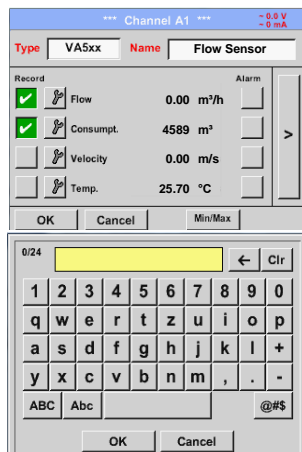 *** Channel A1 *** ~ 0.0 V
~ 0 mA
Type VA5xx Name Flow Sensor
Record Alarm
Flow 0.00 m³/h
Consumpt. 4589 m³
>
Velocity 0.00 m/s
Temp. 25.70 °C
OK Cancel Min/Max
0/24 ← Clr
1 2 3 4 5 6 7 8 9 0
q w e r t z u i o p
a s d f g h j k l +
y x c v b n m , . -
ABC Abc @#$
OK Cancel